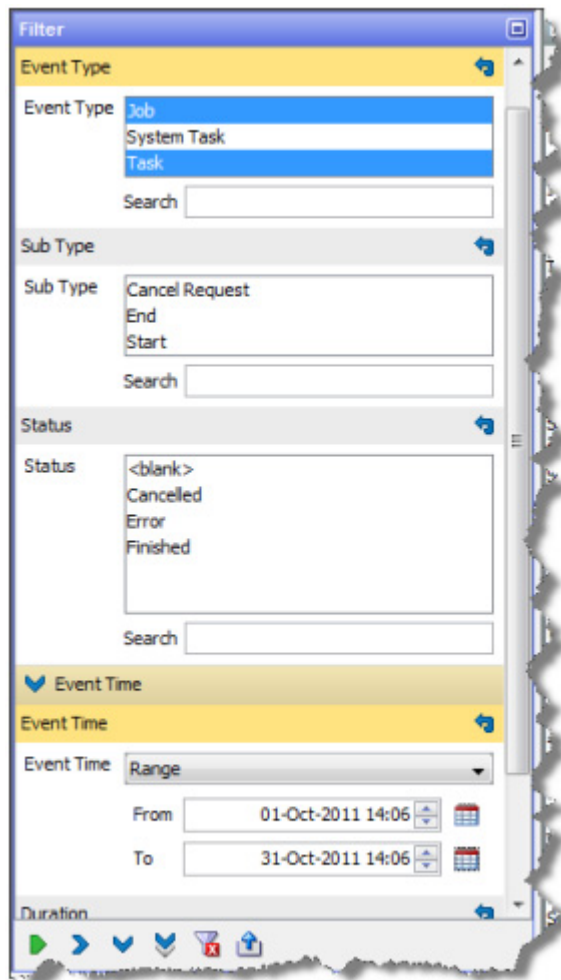 Filter
Event Type
Event Type
Job
System Task
Task
Search
Sub Type
Sub Type
Cancel Request
End
Start
Search
Status
Status
<blank>
Cancelled
Error
Finished
Search
Event Time
Event Time
Event Time
Range
From 01-Oct-2011 14:06
To 31-Oct-2011 14:06
Duration